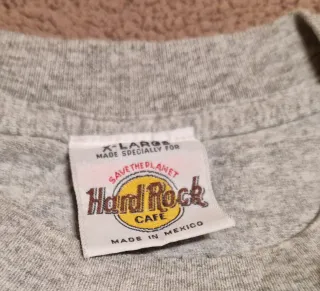 X-LARGE
MADE SPECIALLY FOR
SAVE THE PLANET
Hard Rock
CAFE
MADE IN MEXICO